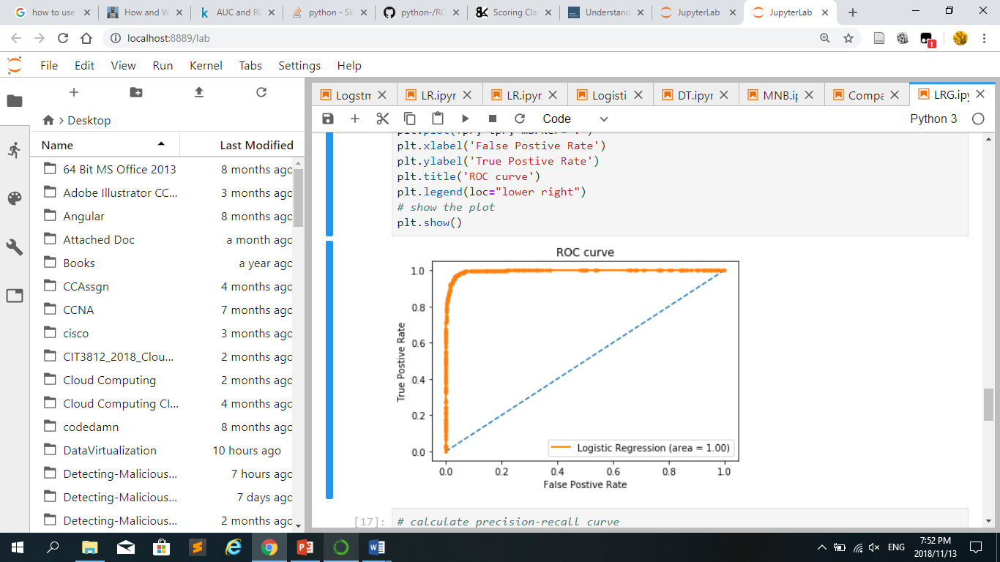 how to use
How and W
AUC and RO
python - Sk
python-/RO
Scoring Cla
Understand
JupyterLab
JupyterLab
localhost:8889/lab
1
File Edit View Run Kernel Tabs Settings Help
Logstm
LR.ipyr
LR.ipyr
Logisti
DT.ipyr
MNB.ip
Compa
LRG.ipy
Code
Python 3
> Desktop
Name Last Modified
64 Bit MS Office 2013 8 months ago
Adobe Illustrator CC... 3 months ago
Angular 8 months ago
Attached Doc a month ago
Books a year ago
CCAssgn 4 months ago
CCNA 7 months ago
cisco 3 months ago
CIT3812_2018_Clou... 2 months ago
Cloud Computing 2 months ago
Cloud Computing CI... 4 months ago
codedamn 8 months ago
DataVirtualization 10 hours ago
Detecting-Malicious... 7 hours ago
Detecting-Malicious... 7 days ago
Detecting-Malicious... 2 months ago
plt.xlabel('False Postive Rate')
plt.ylabel('True Postive Rate')
plt.title('ROC curve')
plt.legend(loc="lower right")
# show the plot
plt.show()
ROC curve
1.0
0.8
0.6
0.4
0.2
0.0
True Postive Rate
Logistic Regression (area = 1.00)
0.0 0.2 0.4 0.6 0.8 1.0
False Postive Rate
[17]: # calculate precision-recall curve
ENG
7:52 PM
2018/11/13